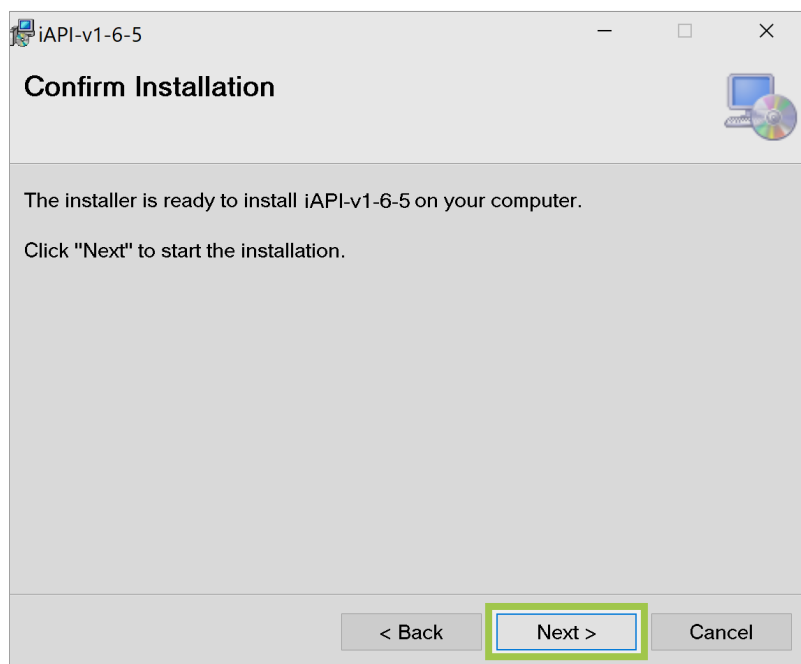 iAPI-v1-6-5
Confirm Installation
The installer is ready to install iAPI-v1-6-5 on your computer.
Click "Next" to start the installation.
< Back
Next >
Cancel